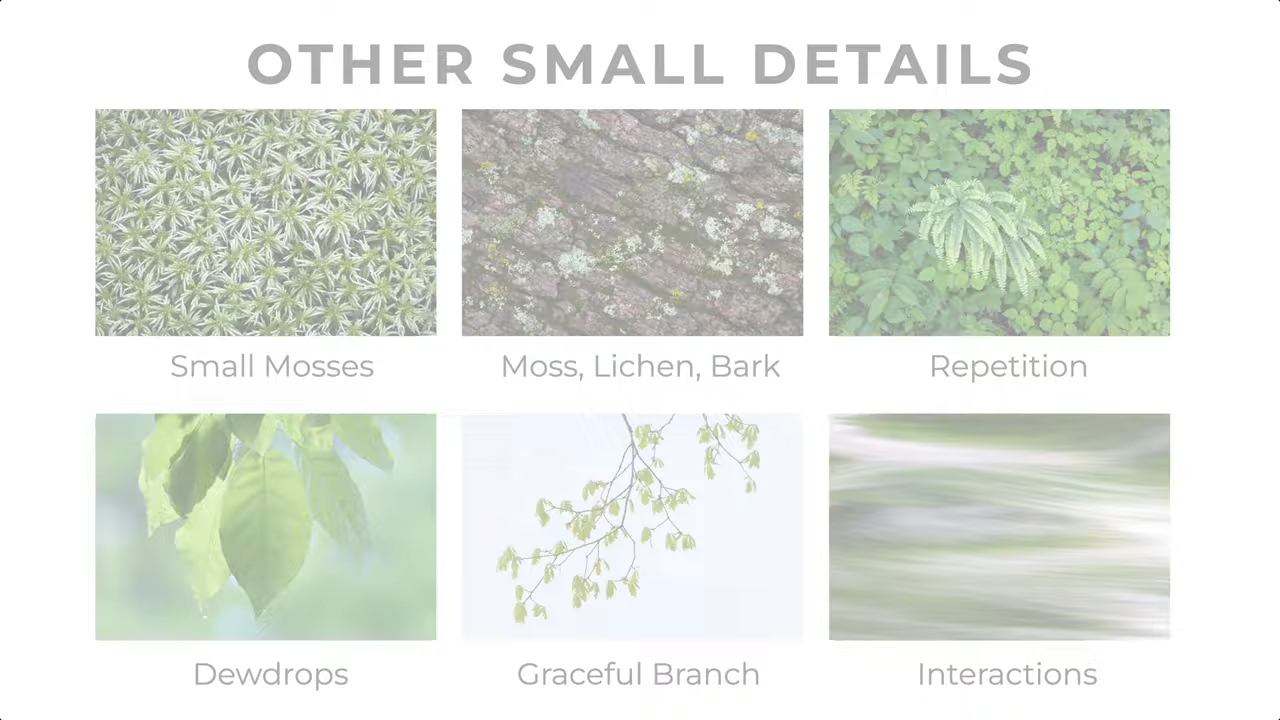 OTHER SMALL DETAILS
Small Mosses
Moss, Lichen, Bark
Repetition
Dewdrops
Graceful Branch
Interactions